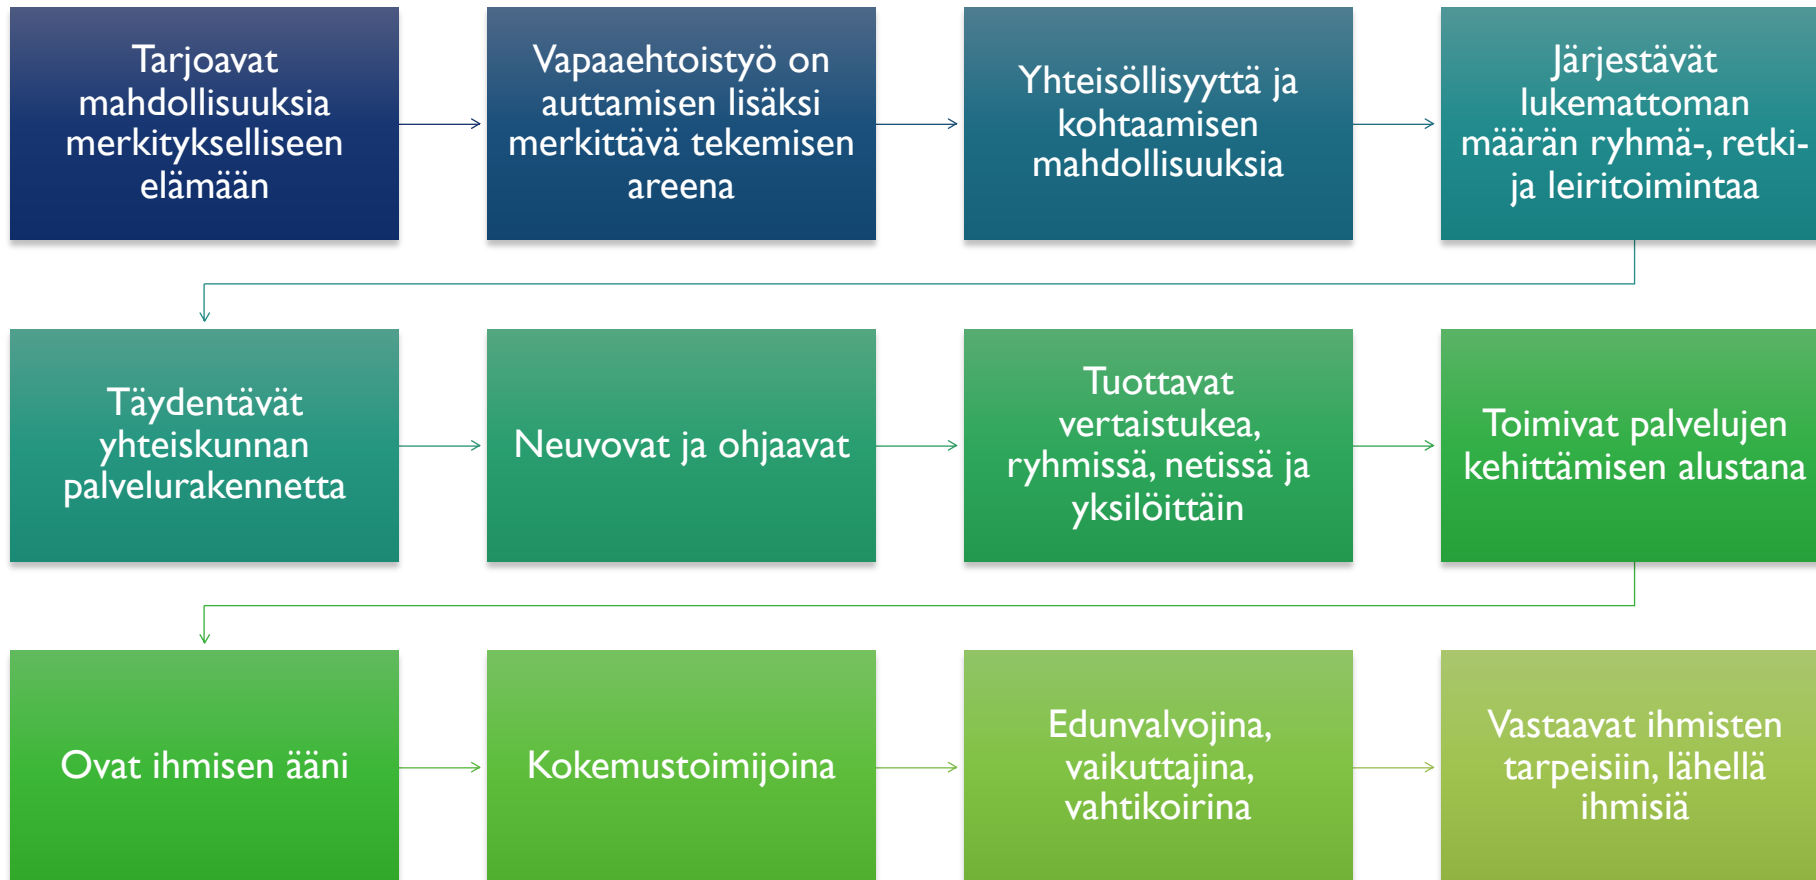 Tarjoavat
mahdollisuuksia
merkitykselliseen
elämään
Vapaaehtoistyö on
auttamisen lisäksi
merkittävä tekemisen
areena
Yhteisöllisyyttä ja
kohtaamisen
mahdollisuuksia
Järjestävät
lukemattoman
määrän ryhmä-, retki-
ja leiritoimintaa
Täydentävät
yhteiskunnan
palvelurakennetta
Neuvovat ja ohjaavat
Tuottavat
vertaistukea,
ryhmissä, netissä ja
yksilöittäin
Toimivat palvelujen
kehittämisen alustana
Ovat ihmisen ääni
Kokemustoimijoina
Edunvalvojina,
vaikuttajina,
vahtikoirina
Vastaavat ihmisten
tarpeisiin, lähellä
ihmisiä